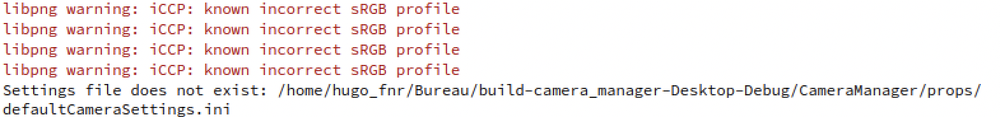 libpng warning: iCCP: known incorrect sRGB profile
libpng warning: iCCP: known incorrect sRGB profile
libpng warning: iCCP: known incorrect sRGB profile
libpng warning: iCCP: known incorrect sRGB profile
Settings file does not exist: /home/hugo_fnr/Bureau/build-camera_manager-Desktop-Debug/CameraManager/props/
defaultCameraSettings.ini